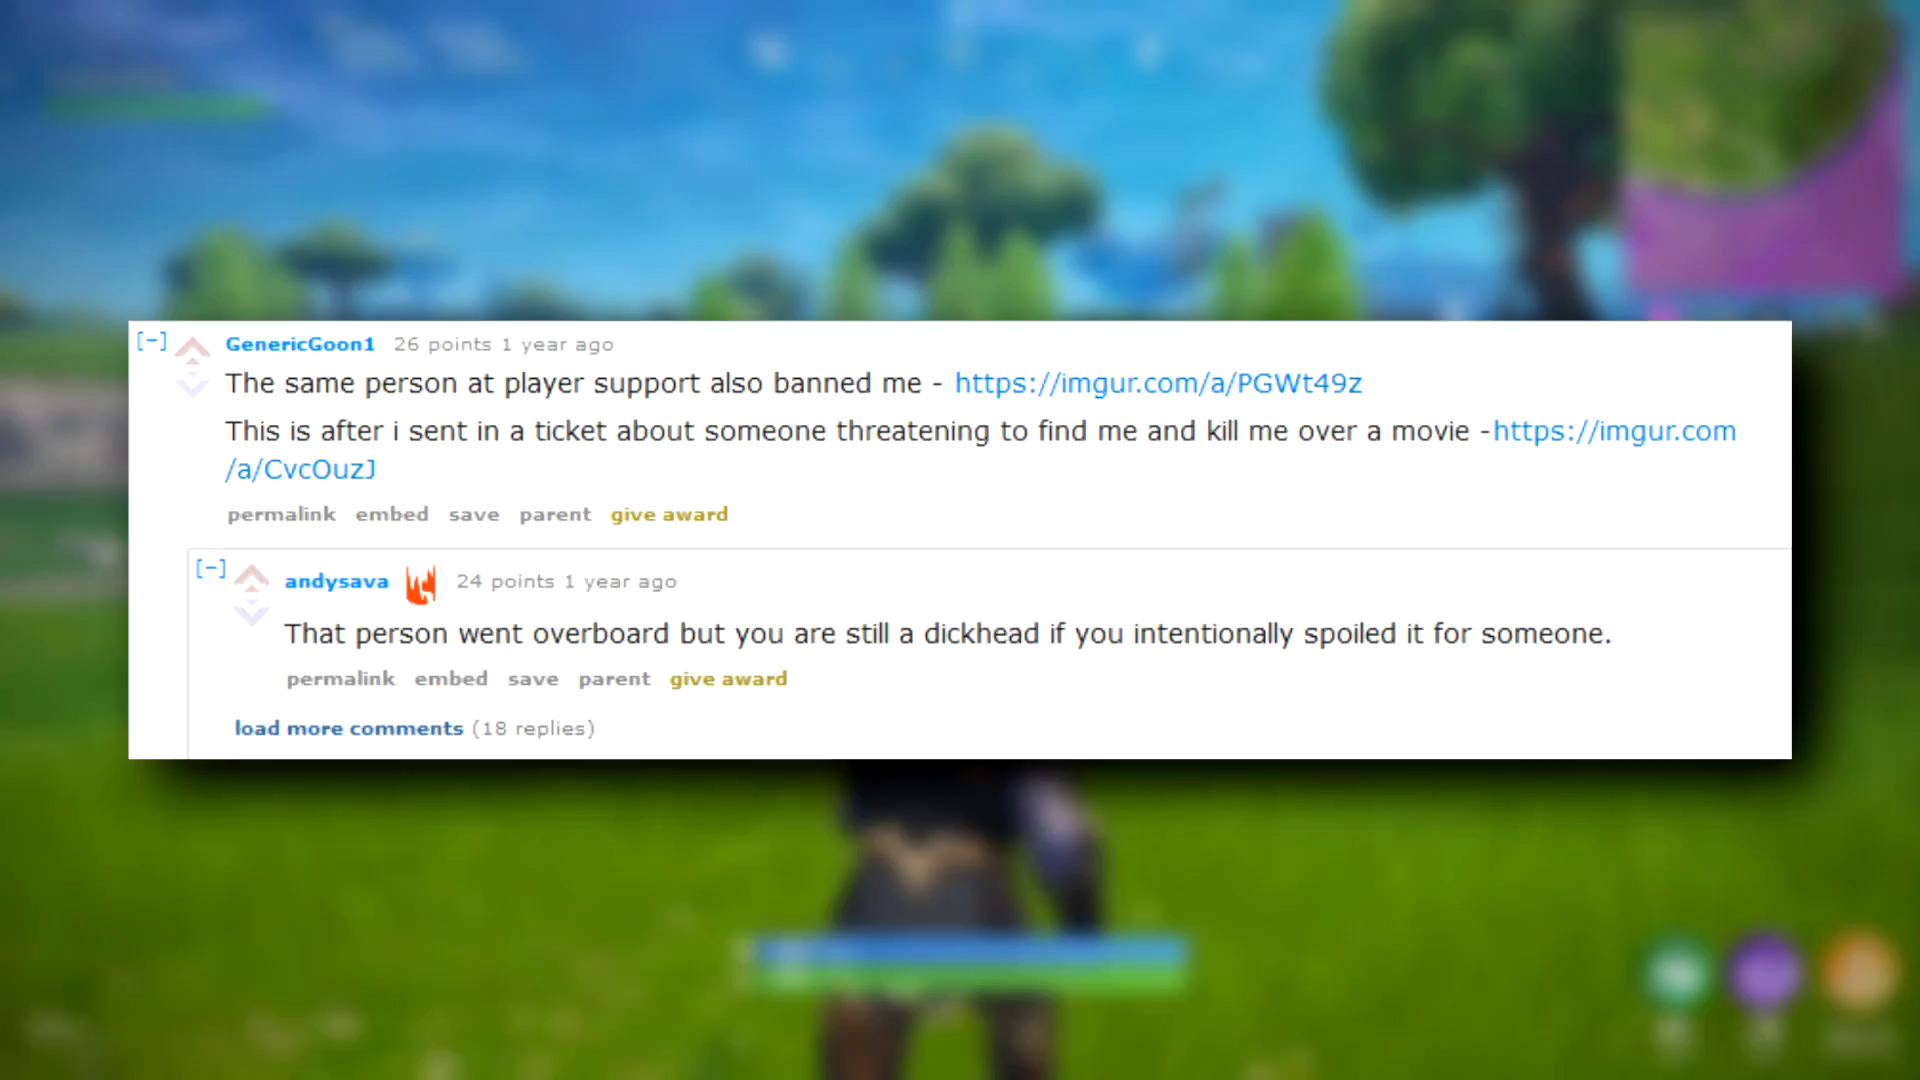 [-] GenericGoon1 26 points 1 year ago
The same person at player support also banned me - https://imgur.com/a/PGWt49z
This is after i sent in a ticket about someone threatening to find me and kill me over a movie -https://imgur.com
/a/CvcOuzJ
permalink embed save parent give award
[-] andysava 24 points 1 year ago
That person went overboard but you are still a dickhead if you intentionally spoiled it for someone.
permalink embed save parent give award
load more comments (18 replies)